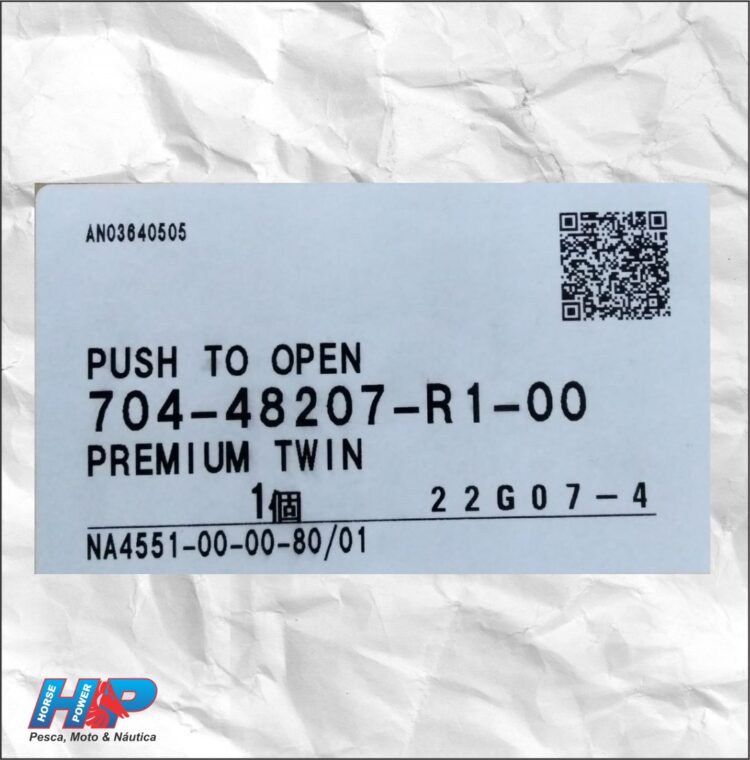 AN03640505
PUSH TO OPEN
704-48207-R1-00
PREMIUM TWIN
1個 22G07-4
NA4551-00-00-80/01
HORSE POWER
HP
Pesca, Moto & Náutica